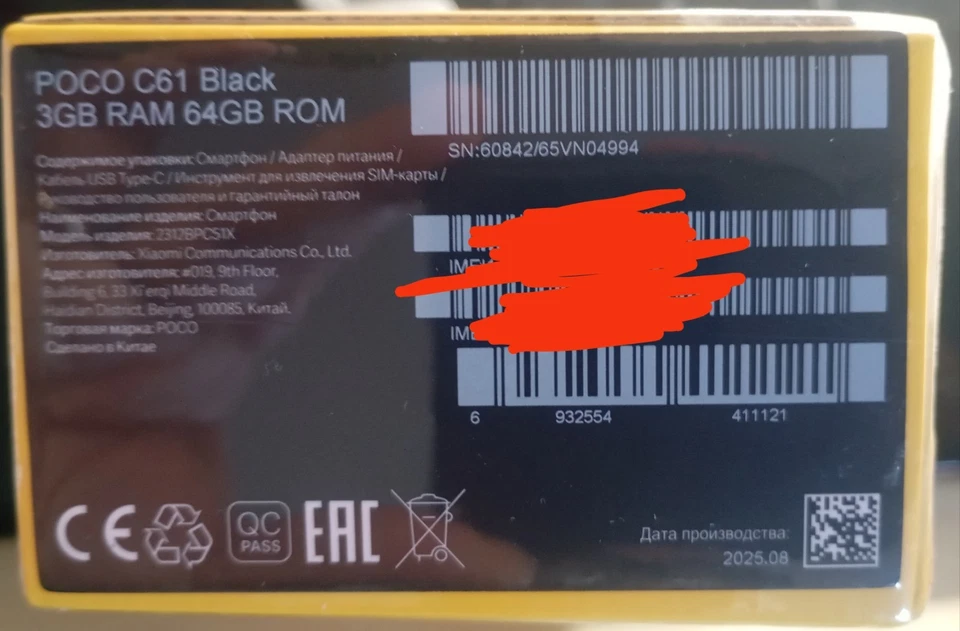 POCO C61 Black
3GB RAM 64GB ROM
Содержимое упаковки: Смартфон / Адаптер питания /
Кабель USB Type-C / Инструмент для извлечения SIM-карты /
Руководство пользователя и гарантийный талон
Наименование изделия: Смартфон
Модель изделия: 2312BPC51X
Изготовитель: Xiaomi Communications Co., Ltd.
Адрес изготовителя: #019, 9th Floor,
Building 6, 33 Xi'erqi Middle Road,
Haidian District, Beijing, 100085, Китай.
Торговая марка: POCO
Сделано в Китае
SN:60842/65VN04994
6 932554 411121
CE
QC
PASS
EAC
Дата производства:
2025.08